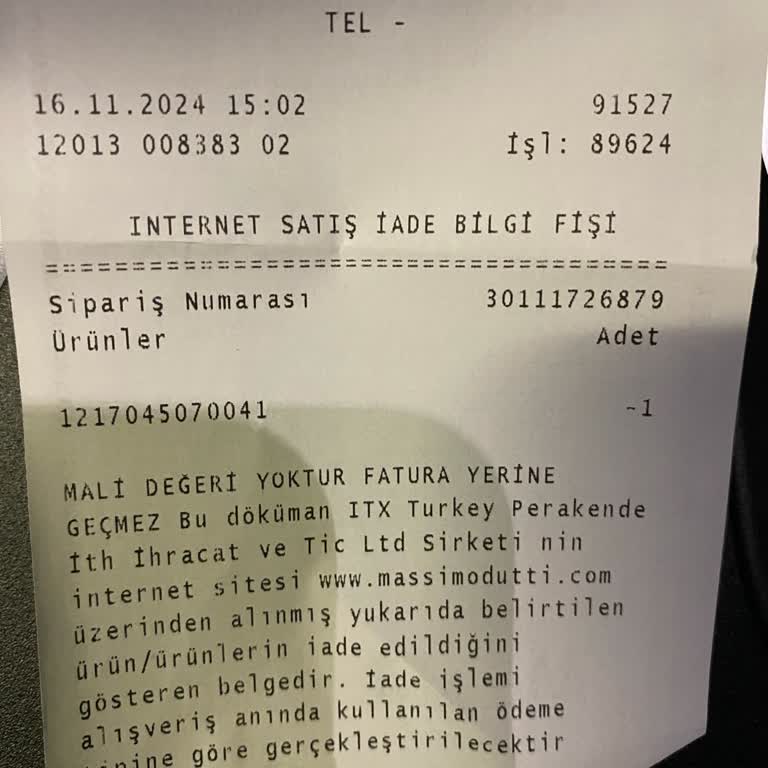 TEL -
16.11.2024 15:02 91527
12013 008383 02 İşl: 89624
INTERNET SATIŞ İADE BİLGİ FİŞİ
=====================================
Sipariş Numarası 30111726879
Ürünler Adet
1217045070041 -1
MALİ DEĞERİ YOKTUR FATURA YERİNE
GEÇMEZ Bu döküman ITX Turkey Perakende
İth İhracat ve Tic Ltd Sirketi nin
internet sitesi www.massimodutti.com
üzerinden alınmış yukarıda belirtilen
ürün/ürünlerin iade edildiğini
gösteren belgedir. İade işlemi
alışveriş anında kullanılan ödeme
göre gerçekleştirilecektir